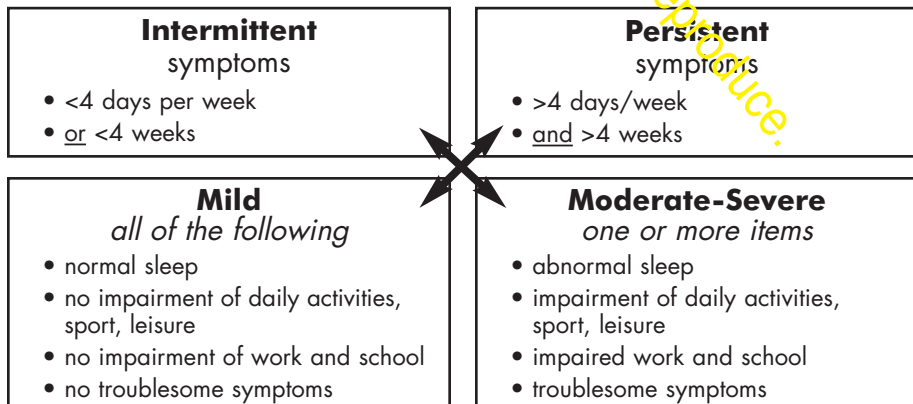 Intermittent
symptoms
• <4 days per week
• or <4 weeks
Persistent
symptoms
• >4 days/week
• and >4 weeks
Mild
all of the following
• normal sleep
• no impairment of daily activities,
sport, leisure
• no impairment of work and school
• no troublesome symptoms
Moderate-Severe
one or more items
• abnormal sleep
• impairment of daily activities,
sport, leisure
• impaired work and school
• troublesome symptoms